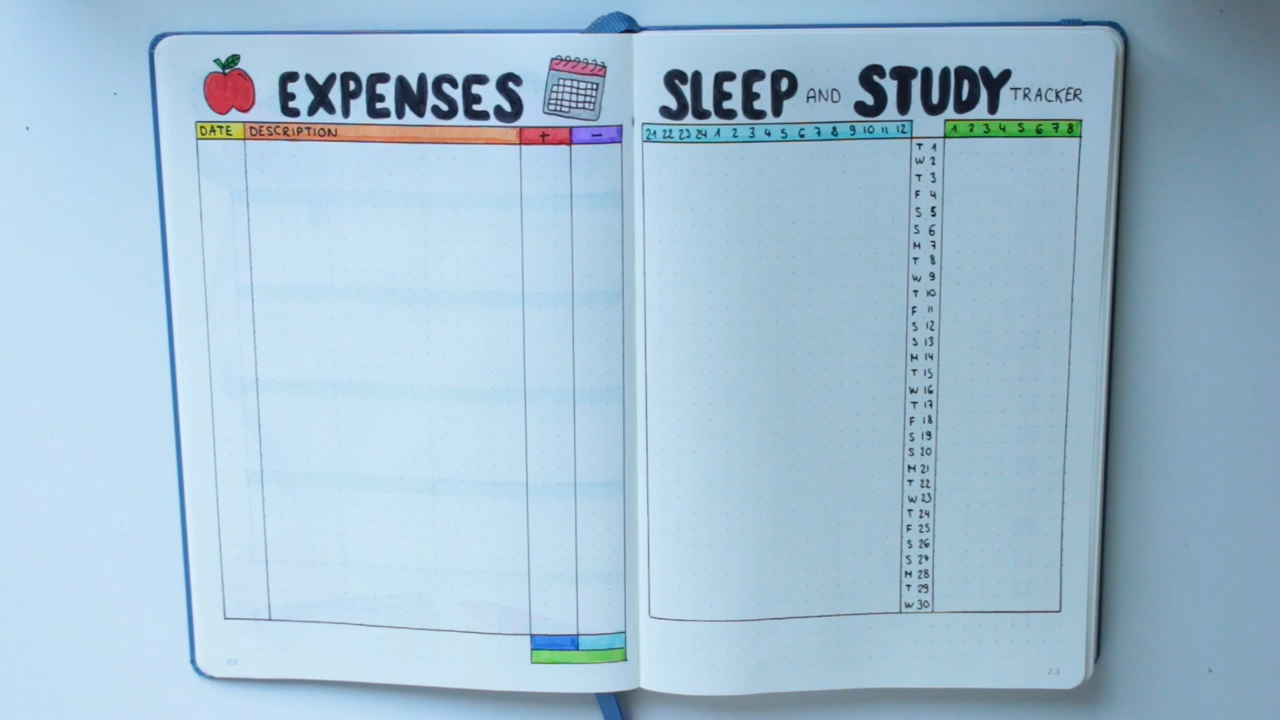 EXPENSES
DATE DESCRIPTION + -
22
SLEEP AND STUDY TRACKER
21 22 23 24 1 2 3 4 5 6 7 8 9 10 11 12
1 2 3 4 5 6 7 8
T 1
W 2
T 3
F 4
S 5
S 6
M 7
T 8
W 9
T 10
F 11
S 12
S 13
M 14
T 15
W 16
T 17
F 18
S 19
S 20
M 21
T 22
W 23
T 24
F 25
S 26
S 27
M 28
T 29
W 30
23